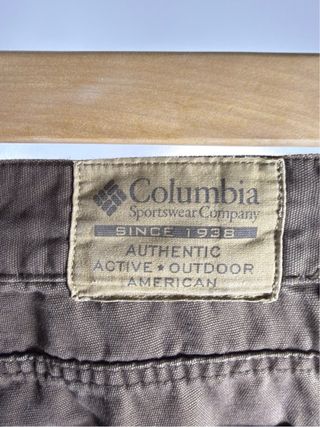 Columbia
Sportswear Company
SINCE 1938
AUTHENTIC
ACTIVE ★ OUTDOOR
AMERICAN